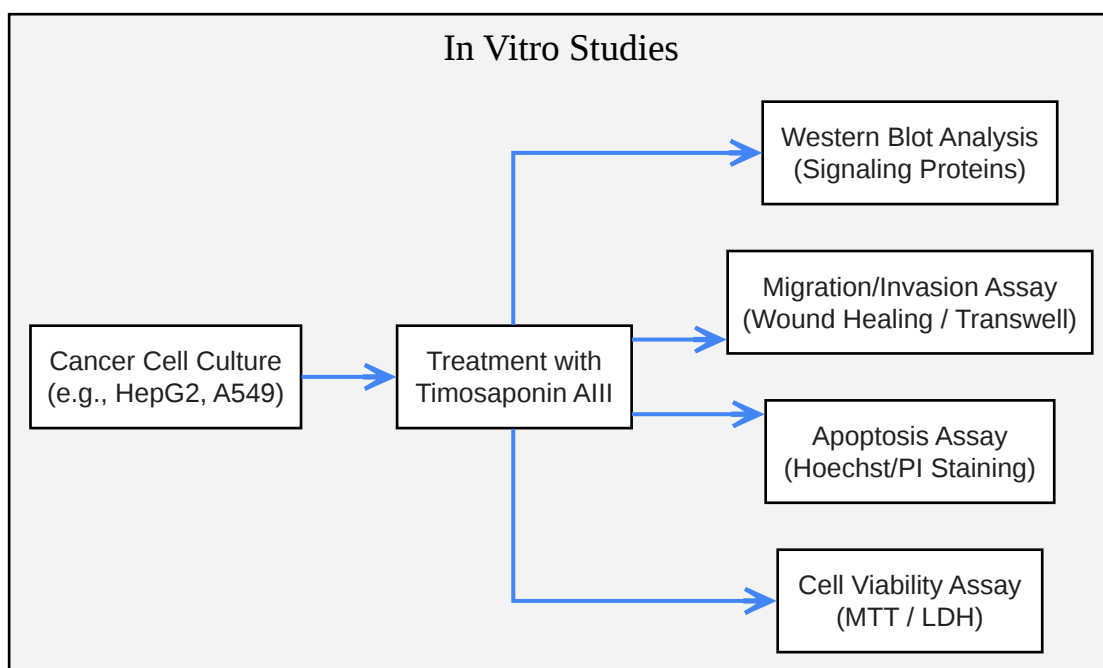 In Vitro Studies
Cancer Cell Culture
(e.g., HepG2, A549)
Treatment with
Timosaponin AIII
Western Blot Analysis
(Signaling Proteins)
Migration/Invasion Assay
(Wound Healing / Transwell)
Apoptosis Assay
(Hoechst/PI Staining)
Cell Viability Assay
(MTT / LDH)